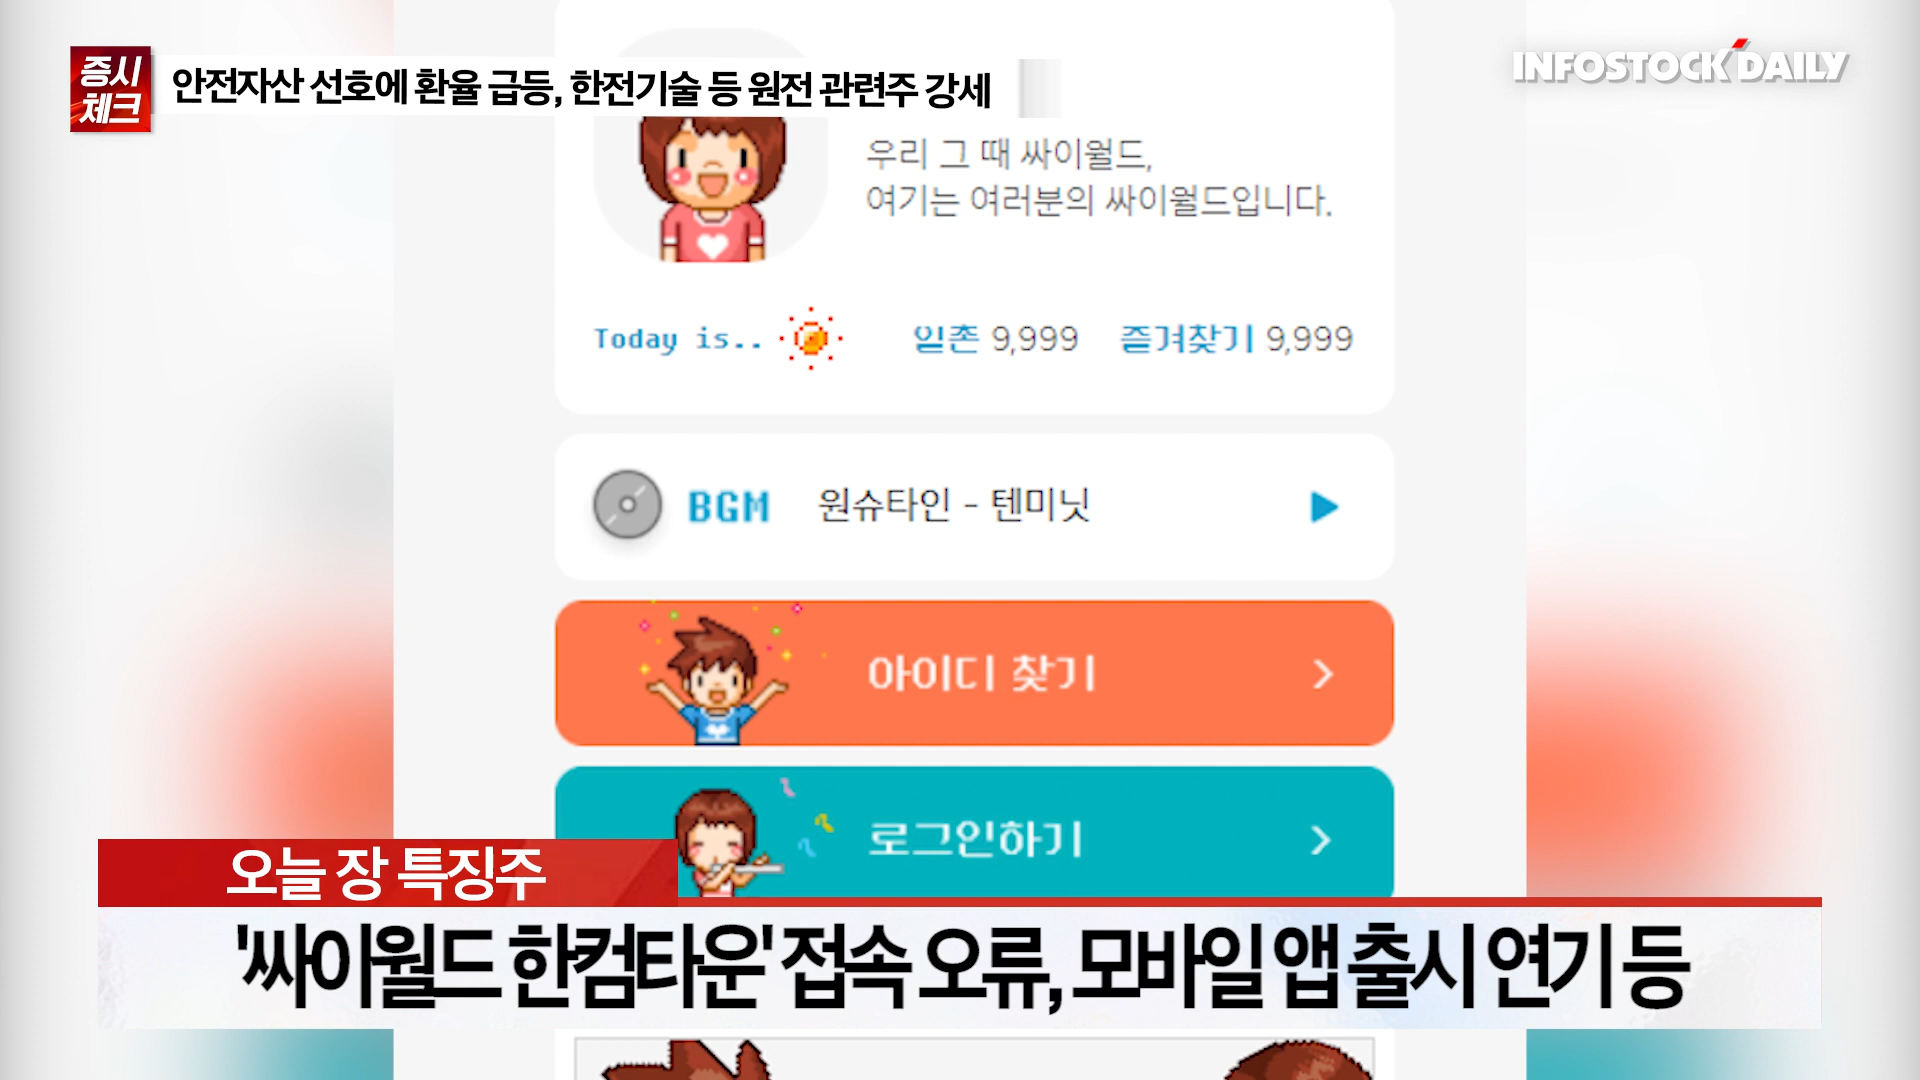 증시
체크
안전자산 선호에 환율 급등, 한전기술 등 원전 관련주 강세
INFOSTOCK DAILY
우리 그 때 싸이월드,
여기는 여러분의 싸이월드입니다.
Today is..
일촌 9,999
즐겨찾기 9,999
BGM
원슈타인 - 텐미닛
아이디 찾기
로그인하기
오늘 장 특징주
'싸이월드 한컴타운' 접속 오류, 모바일 앱 출시 연기 등